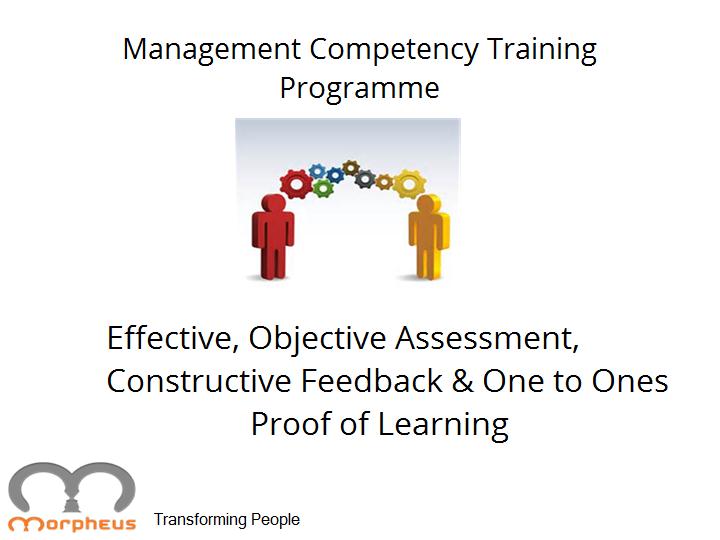 Management Competency Training
Programme
Effective, Objective Assessment,
Constructive Feedback & One to Ones
Proof of Learning
morpheus
Transforming People